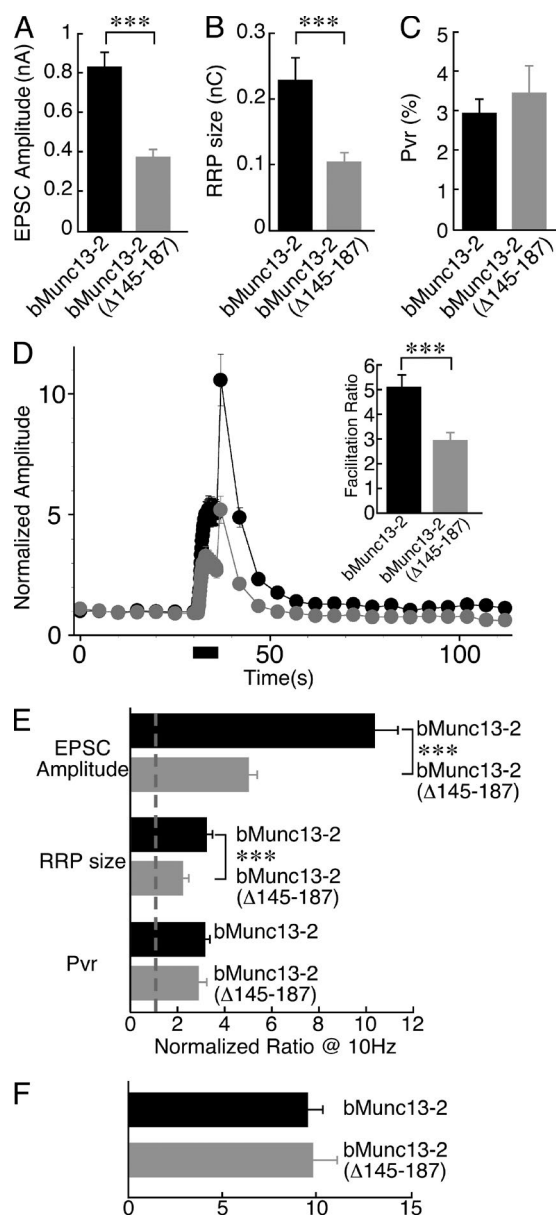 A
***
EPSC Amplitude (nA)
1
0.8
0.6
0.4
0.2
0
bMunc13-2
bMunc13-2
(Δ145-187)
B
***
RRP size (nC)
0.3
0.2
0.1
0
bMunc13-2
bMunc13-2
(Δ145-187)
C
Pvr (%)
5
4
3
2
1
0
bMunc13-2
bMunc13-2
(Δ145-187)
D
Normalized Amplitude
10
5
0
50
100
Time(s)
***
Facilitation Ratio
6
5
4
3
2
1
0
bMunc13-2
bMunc13-2
(Δ145-187)
E
EPSC
Amplitude
bMunc13-2
***
bMunc13-2
(Δ145-187)
RRP size
bMunc13-2
***
bMunc13-2
(Δ145-187)
Pvr
bMunc13-2
bMunc13-2
(Δ145-187)
0 2 4 6 8 10 12
Normalized Ratio @ 10Hz
F
bMunc13-2
bMunc13-2
(Δ145-187)
0 5 10 15